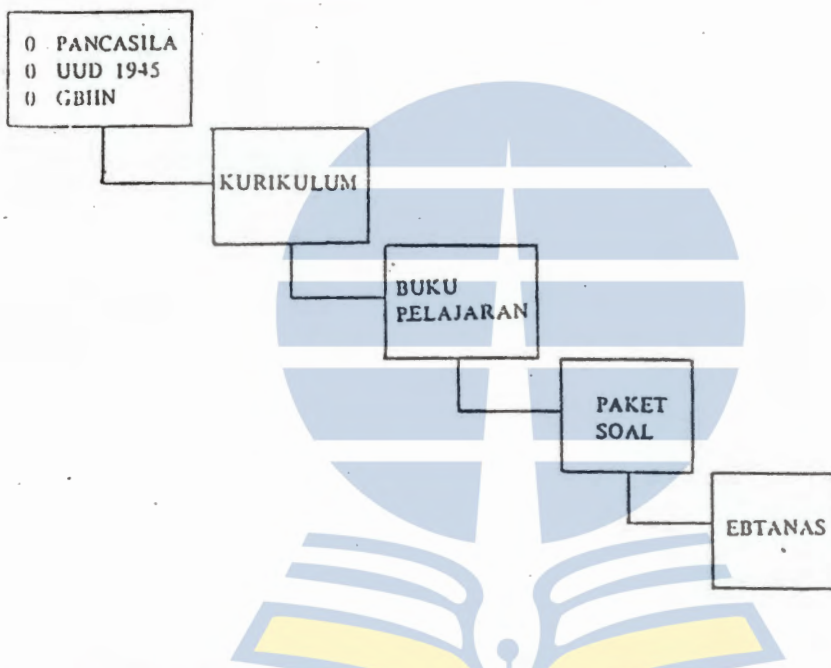 0 PANCASILA
0 UUD 1945
0 GBHN
KURIKULUM
BUKU
PELAJARAN
PAKET
SOAL
EBTANAS